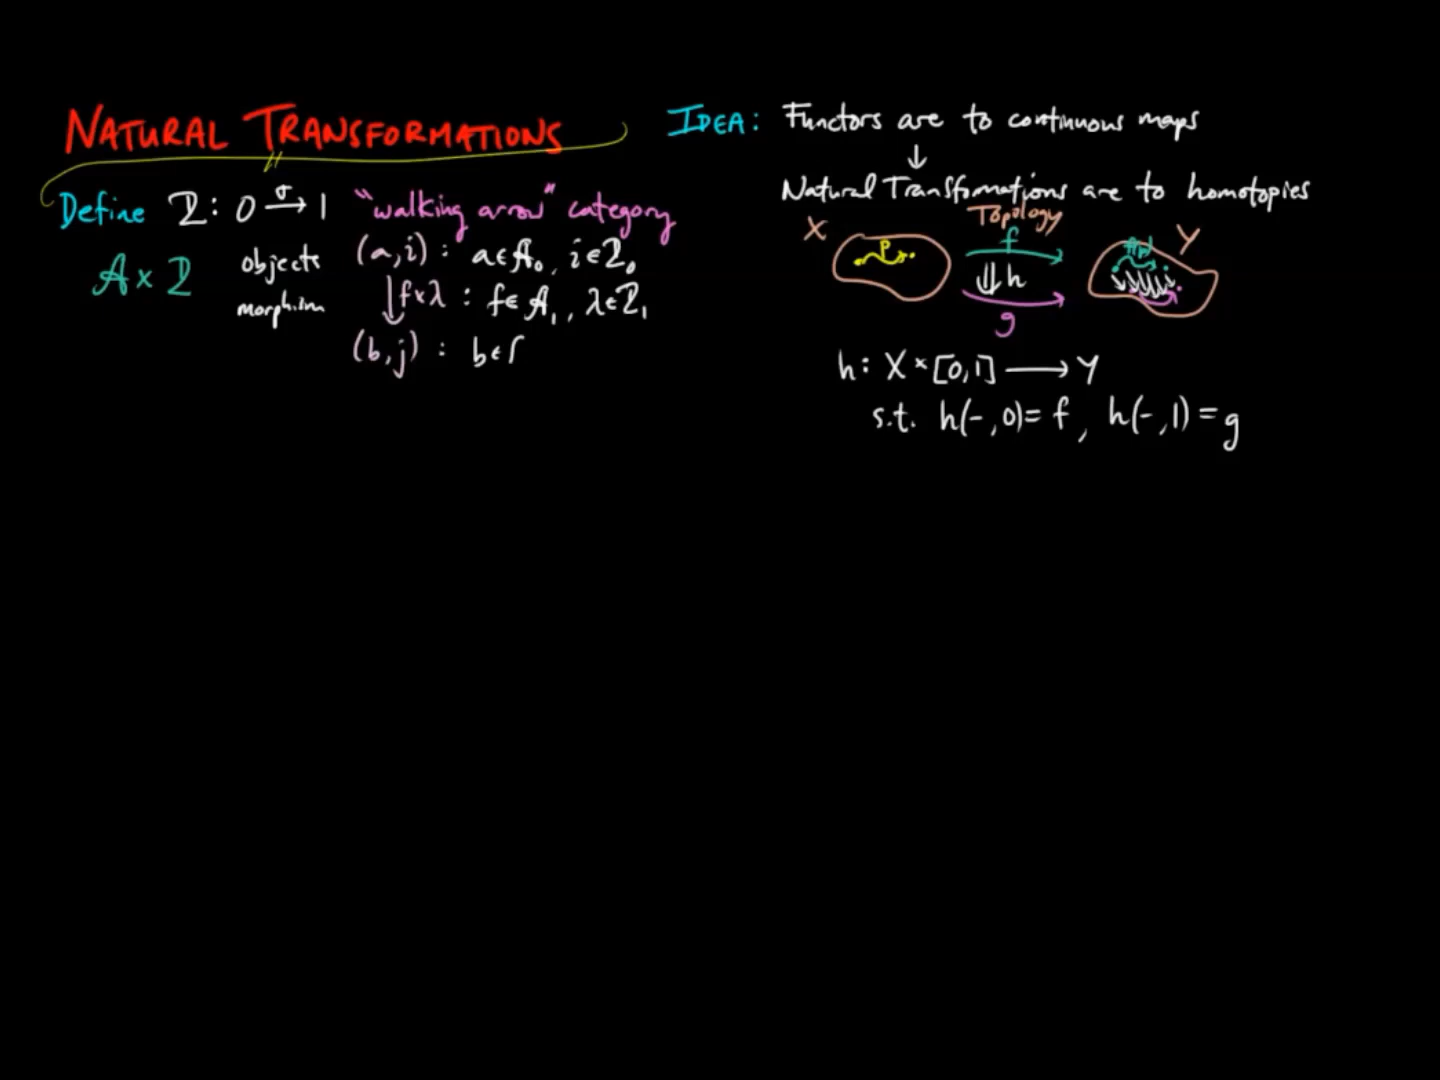 NATURAL TRANSFORMATIONS
Define 𝟚: 0 →σ 1 "walking arrow" category
A × 𝟚 objects (a,i) : a ∈ A₀, i ∈ 𝟚₀
morphism ↓ f×λ : f ∈ A₁, λ ∈ 𝟚₁
(b,j) : b ∈
IDEA: Functors are to continuous maps
↓
Natural Transformations are to homotopies
Topology
X f Y
p
⇓ h
g
h: X × [0,1] ⟶ Y
s.t. h(-,0)= f, h(-,1)= g